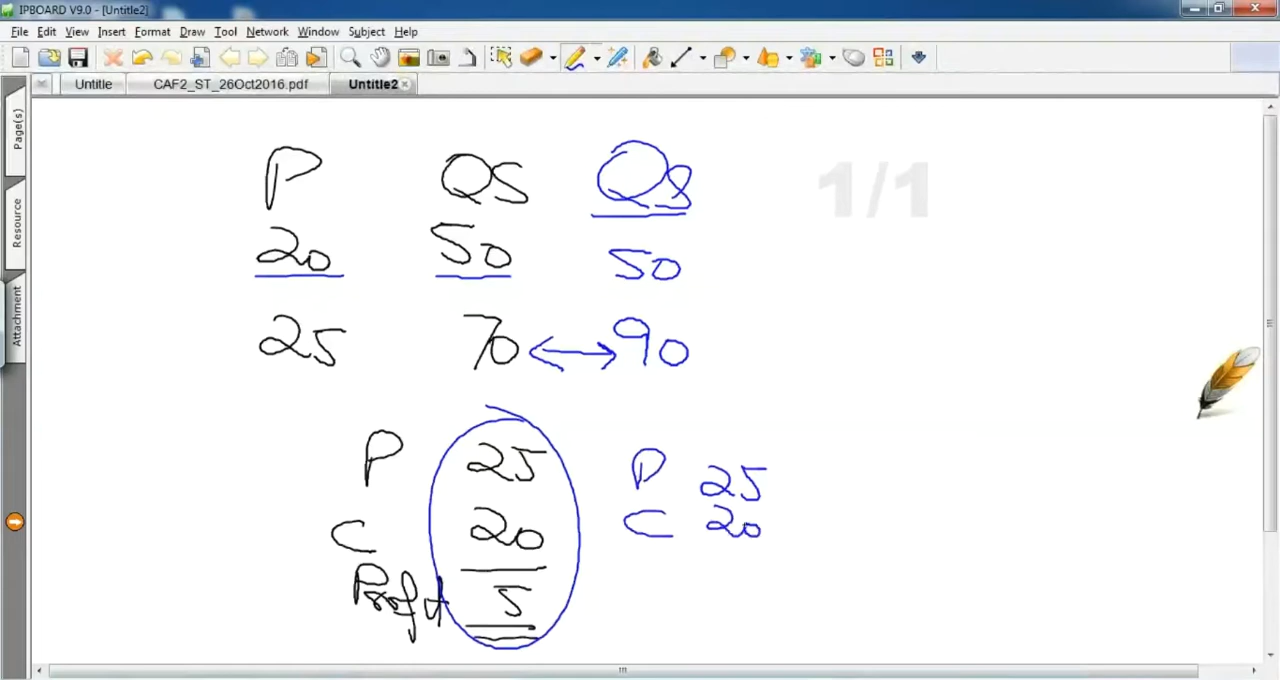 IPBOARD V9.0 - [Untitle2]
File Edit View Insert Format Draw Tool Network Window Subject Help
Untitle CAF2_ST_26Oct2016.pdf Untitle2
Page(s)
Resource
Attachment
1/1
P QS QS
20 50 50
25 70 90
P 25 P 25
C 20 C 20
Profit 5